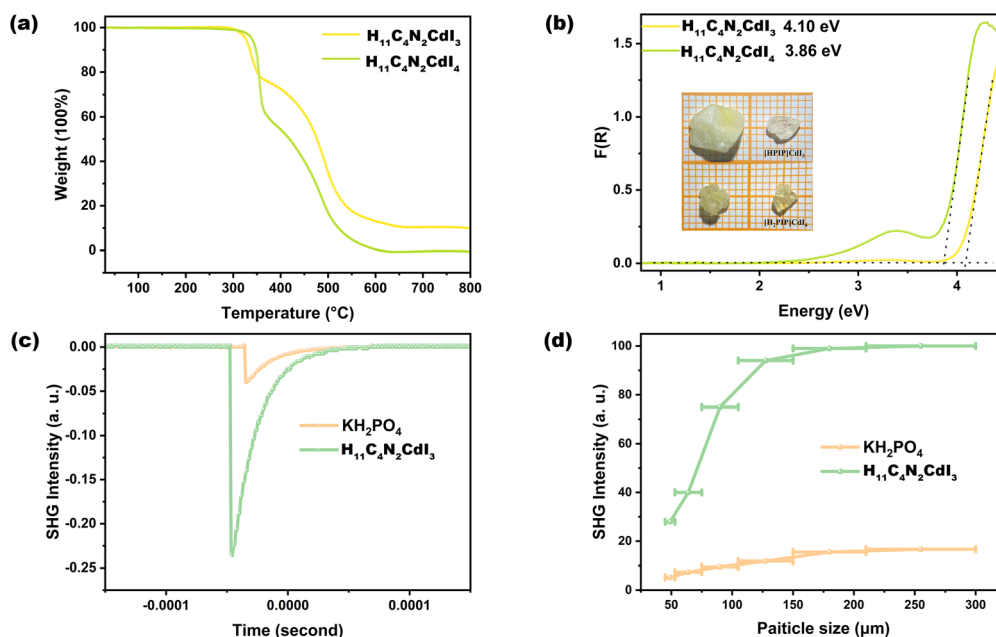 (a)
H₁₁C₄N₂CdI₃
H₁₁C₄N₂CdI₄
Weight (100%)
100
80
60
40
20
0
100 200 300 400 500 600 700 800
Temperature (°C)
(b)
H₁₁C₄N₂CdI₃ 4.10 eV
H₁₁C₄N₂CdI₄ 3.86 eV
F(R)
1.5
1.0
0.5
0.0
[HPIP]CdI₃
[H₂PIP]CdI₄
1 2 3 4
Energy (eV)
(c)
SHG Intensity (a. u.)
0.00
-0.05
-0.10
-0.15
-0.20
-0.25
KH₂PO₄
H₁₁C₄N₂CdI₃
-0.0001 0.0000 0.0001
Time (second)
(d)
SHG Intensity (a. u.)
100
80
60
40
20
0
KH₂PO₄
H₁₁C₄N₂CdI₃
50 100 150 200 250 300
Paiticle size (µm)